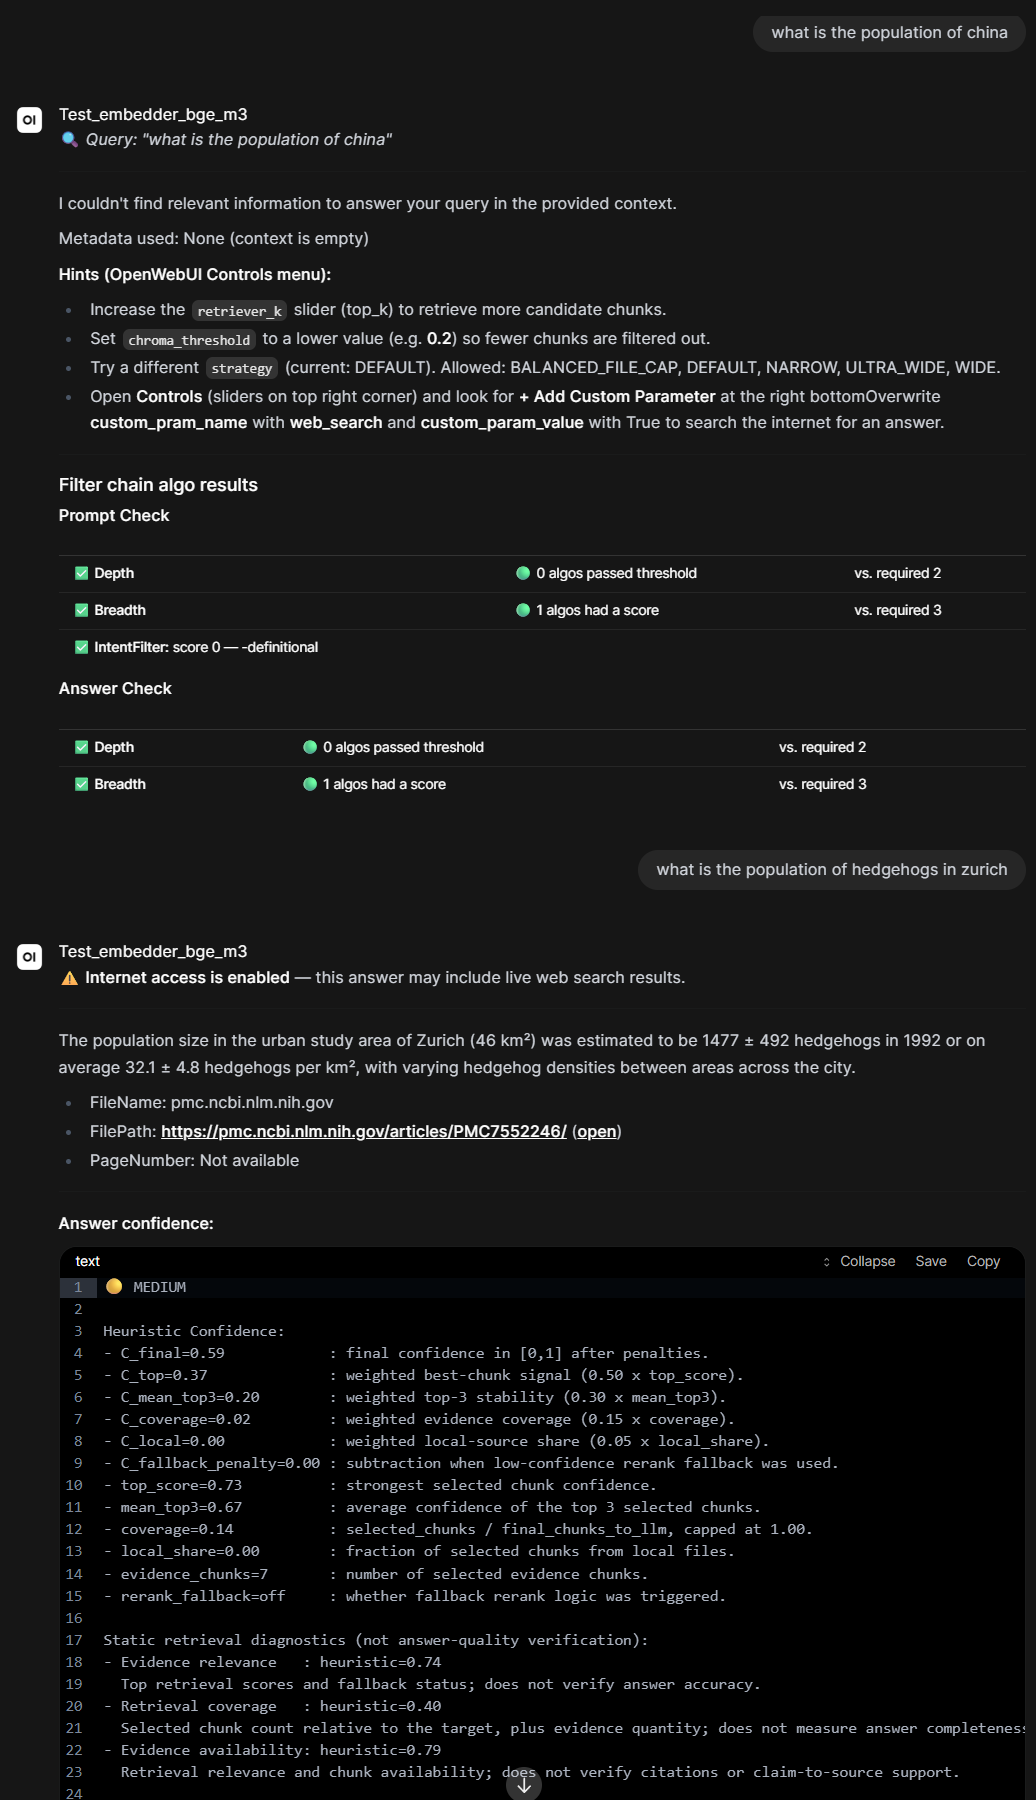 what is the population of china
OI
Test_embedder_bge_m3
Query: "what is the population of china"
I couldn't find relevant information to answer your query in the provided context.
Metadata used: None (context is empty)
Hints (OpenWebUI Controls menu):
Increase the retriever_k slider (top_k) to retrieve more candidate chunks.
Set chroma_threshold to a lower value (e.g. 0.2) so fewer chunks are filtered out.
Try a different strategy (current: DEFAULT). Allowed: BALANCED_FILE_CAP, DEFAULT, NARROW, ULTRA_WIDE, WIDE.
Open Controls (sliders on top right corner) and look for + Add Custom Parameter at the right bottomOverwrite
custom_pram_name with web_search and custom_param_value with True to search the internet for an answer.
Filter chain algo results
Prompt Check
Depth 0 algos passed threshold vs. required 2
Breadth 1 algos had a score vs. required 3
IntentFilter: score 0 — -definitional
Answer Check
Depth 0 algos passed threshold vs. required 2
Breadth 1 algos had a score vs. required 3
what is the population of hedgehogs in zurich
OI
Test_embedder_bge_m3
Internet access is enabled — this answer may include live web search results.
The population size in the urban study area of Zurich (46 km²) was estimated to be 1477 ± 492 hedgehogs in 1992 or on
average 32.1 ± 4.8 hedgehogs per km², with varying hedgehog densities between areas across the city.
FileName: pmc.ncbi.nlm.nih.gov
FilePath: https://pmc.ncbi.nlm.nih.gov/articles/PMC7552246/ (open)
PageNumber: Not available
Answer confidence:
text Collapse Save Copy
1 MEDIUM
2
3 Heuristic Confidence:
4 - C_final=0.59 : final confidence in [0,1] after penalties.
5 - C_top=0.37 : weighted best-chunk signal (0.50 x top_score).
6 - C_mean_top3=0.20 : weighted top-3 stability (0.30 x mean_top3).
7 - C_coverage=0.02 : weighted evidence coverage (0.15 x coverage).
8 - C_local=0.00 : weighted local-source share (0.05 x local_share).
9 - C_fallback_penalty=0.00 : subtraction when low-confidence rerank fallback was used.
10 - top_score=0.73 : strongest selected chunk confidence.
11 - mean_top3=0.67 : average confidence of the top 3 selected chunks.
12 - coverage=0.14 : selected_chunks / final_chunks_to_llm, capped at 1.00.
13 - local_share=0.00 : fraction of selected chunks from local files.
14 - evidence_chunks=7 : number of selected evidence chunks.
15 - rerank_fallback=off : whether fallback rerank logic was triggered.
16
17 Static retrieval diagnostics (not answer-quality verification):
18 - Evidence relevance : heuristic=0.74
19 Top retrieval scores and fallback status; does not verify answer accuracy.
20 - Retrieval coverage : heuristic=0.40
21 Selected chunk count relative to the target, plus evidence quantity; does not measure answer completeness
22 - Evidence availability: heuristic=0.79
23 Retrieval relevance and chunk availability; does not verify citations or claim-to-source support.
24